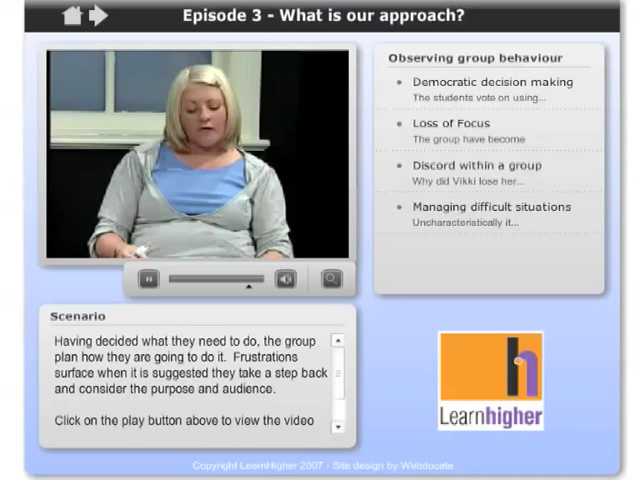 Episode 3 - What is our approach?
Observing group behaviour
Democratic decision making
The students vote on using...
Loss of Focus
The group have become
Discord within a group
Why did Vikki lose her...
Managing difficult situations
Uncharacteristically it...
Scenario
Having decided what they need to do, the group
plan how they are going to do it. Frustrations
surface when it is suggested they take a step back
and consider the purpose and audience.
Click on the play button above to view the video
Learnhigher
Copyright LearnHigher 2007 - Site design by Webducate